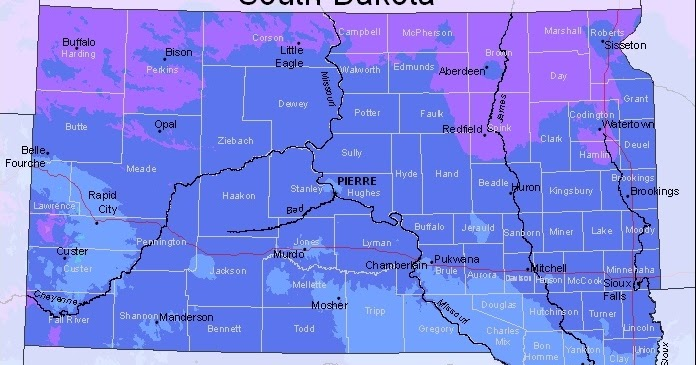 South Dakota
Campbell
McPherson
Marshall
Roberts
Corson
Buffalo
Harding
Bison
Little
Eagle
Brown
Sisseton
Perkins
Walworth
Edmunds
Aberdeen
Day
Missouri
James
Grant
Dewey
Potter
Faulk
Codington
Butte
Opal
Redfield
Spink
Watertown
Clark
Deuel
Ziebach
Sully
Hamlin
Belle
Fourche
Meade
Hyde
Hand
Brookings
PIERRE
Stanley
Hughes
Beadle
Huron
Kingsbury
Brookings
Rapid
City
Haakon
Lawrence
Bad
Buffalo
Jerauld
Sanborn
Miner
Lake
Moody
Pennington
Jones
Lyman
Custer
Custer
Murdo
Chamberlain
Pukwana
Jackson
Brule
Aurora
Mitchell
Minnehaha
Davison
Hanson
McCook
Sioux
Falls
Mellette
Cheyenne
Mosher
Missouri
Douglas
Fall River
Shannon
Manderson
Tripp
Hutchinson
Turner
Bennett
Todd
Gregory
Charles
Mix
Lincoln
Bon
Homme
Yankton
Clay
Union
Sioux